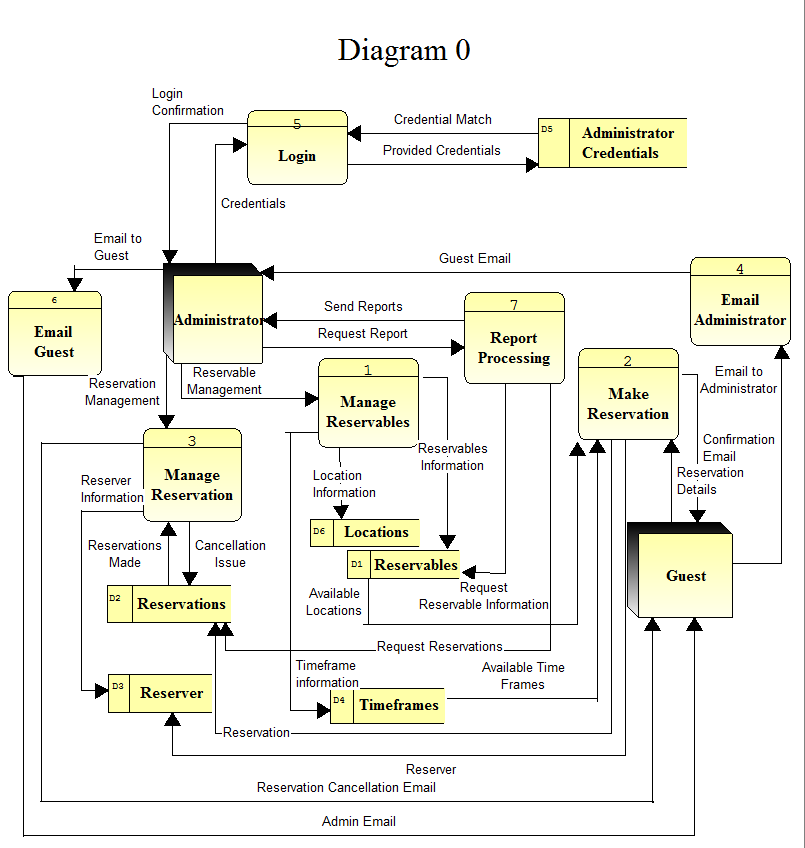 Diagram 0
Login
Confirmation
5
Login
Credential Match
Provided Credentials
D5
Administrator
Credentials
Credentials
Email to
Guest
Guest Email
4
Email
Administrator
6
Email
Guest
Administrator
Send Reports
Request Report
7
Report
Processing
Reservation
Management
Reservable
Management
1
Manage
Reservables
2
Make
Reservation
Email to
Administrator
3
Manage
Reservation
Reserver
Information
Location
Information
Reservables
Information
Confirmation
Email
Reservation
Details
D6
Locations
Reservations
Made
Cancellation
Issue
D1
Reservables
Guest
D2
Reservations
Available
Locations
Request
Reservable Information
Request Reservations
D3
Reserver
Timeframe
information
D4
Timeframes
Available Time
Frames
Reservation
Reserver
Reservation Cancellation Email
Admin Email